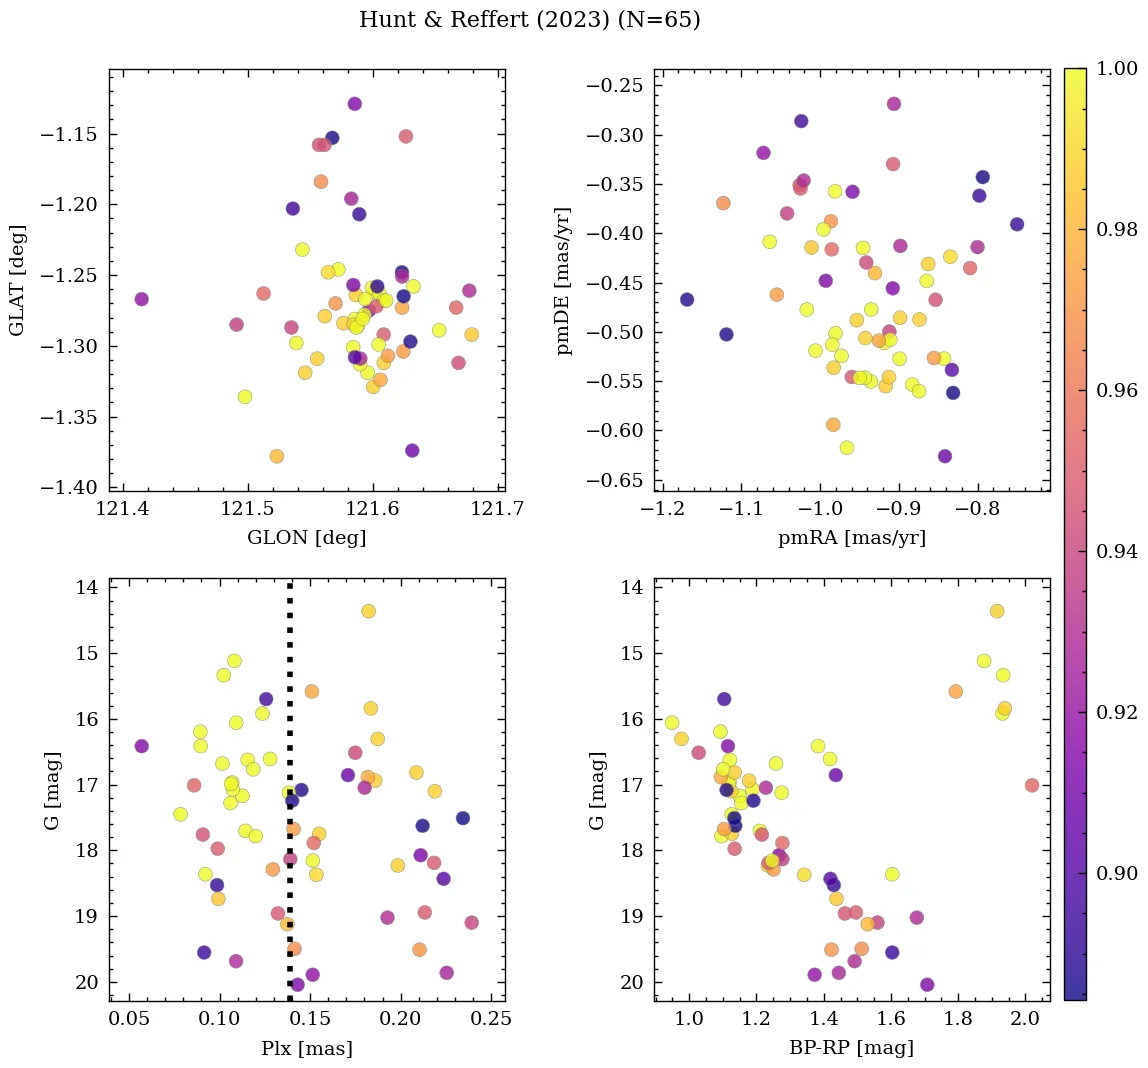 Hunt & Reffert (2023) (N=65)
−1.15
−1.20
−1.25
−1.30
−1.35
−1.40
GLAT [deg]
121.4 121.5 121.6 121.7
GLON [deg]
−0.25
−0.30
−0.35
−0.40
−0.45
−0.50
−0.55
−0.60
−0.65
pmDE [mas/yr]
−1.2 −1.1 −1.0 −0.9 −0.8
pmRA [mas/yr]
14
15
16
17
18
19
20
G [mag]
0.05 0.10 0.15 0.20 0.25
Plx [mas]
14
15
16
17
18
19
20
G [mag]
1.0 1.2 1.4 1.6 1.8 2.0
BP-RP [mag]
1.00
0.98
0.96
0.94
0.92
0.90